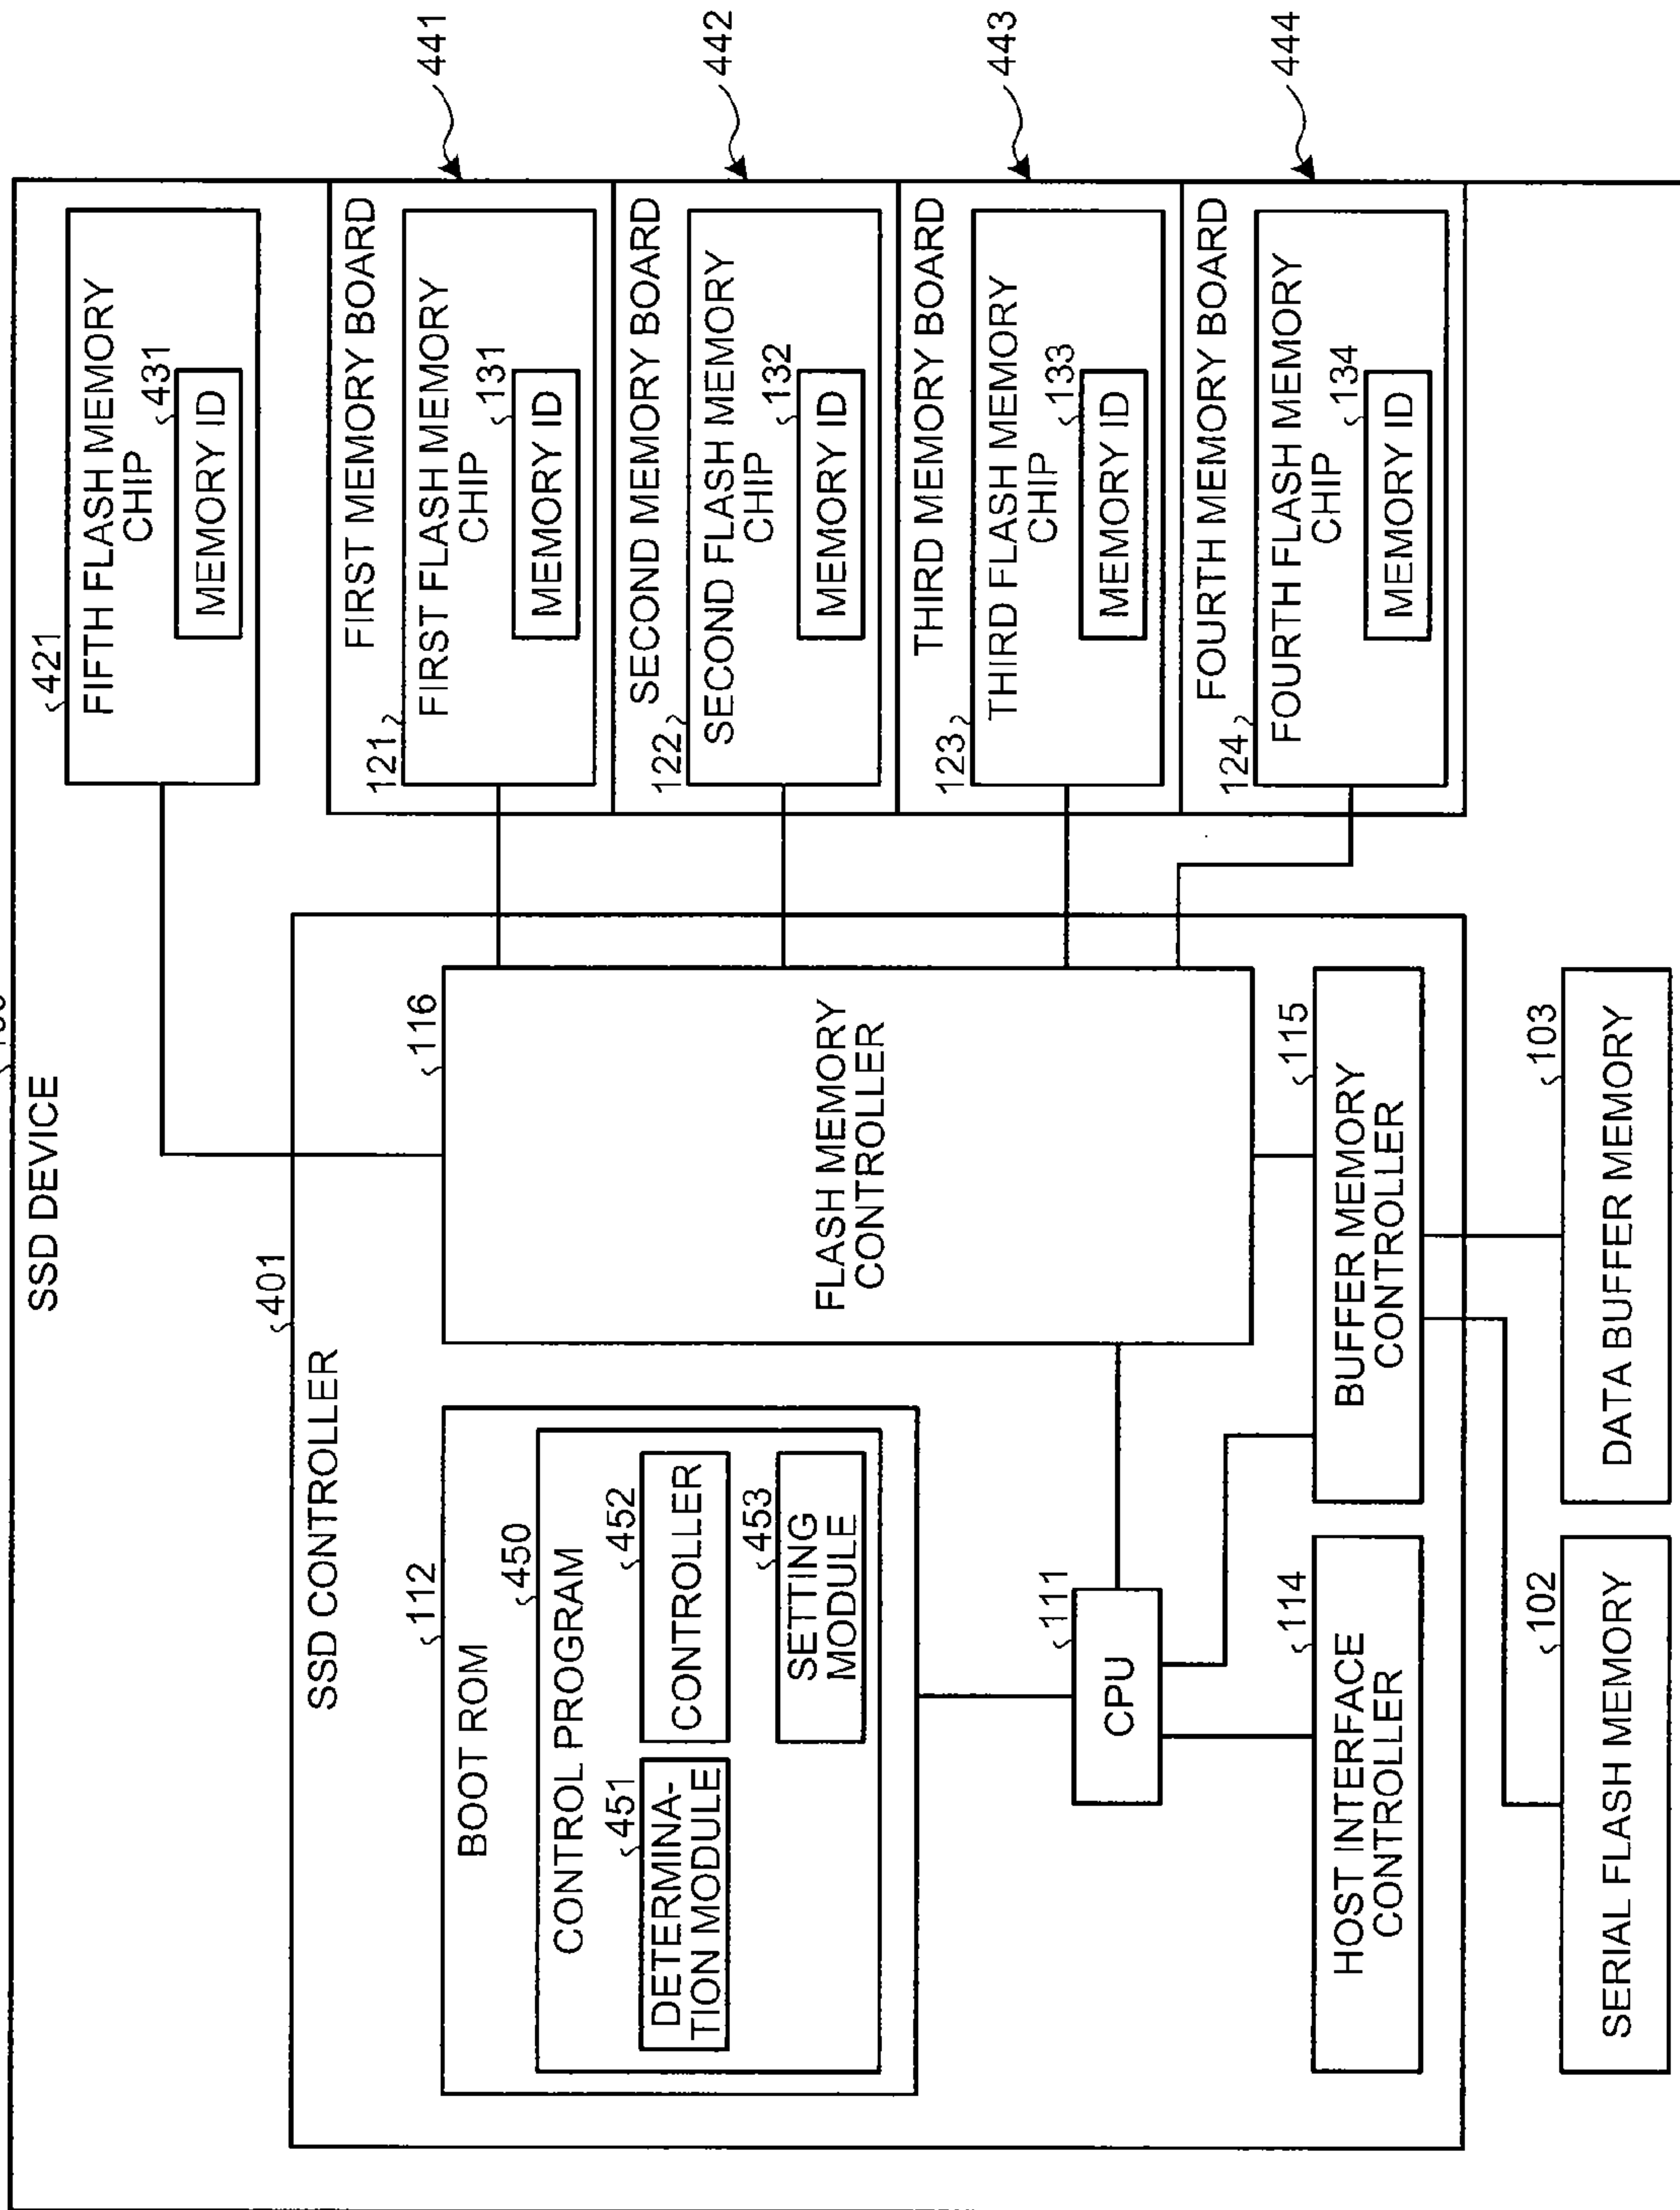 SSD DEVICE
421
FIFTH FLASH MEMORY
CHIP
431
MEMORY ID
441
FIRST MEMORY BOARD
121
FIRST FLASH MEMORY
CHIP
131
MEMORY ID
442
SECOND MEMORY BOARD
122
SECOND FLASH MEMORY
CHIP
132
MEMORY ID
443
THIRD MEMORY BOARD
123
THIRD FLASH MEMORY
CHIP
133
MEMORY ID
444
FOURTH MEMORY BOARD
124
FOURTH FLASH MEMORY
CHIP
134
MEMORY ID
401
SSD CONTROLLER
112
BOOT ROM
450
CONTROL PROGRAM
451
DETERMINA-
TION MODULE
452
CONTROLLER
453
SETTING
MODULE
116
FLASH MEMORY
CONTROLLER
111
CPU
114
HOST INTERFACE
CONTROLLER
115
BUFFER MEMORY
CONTROLLER
102
SERIAL FLASH MEMORY
103
DATA BUFFER MEMORY